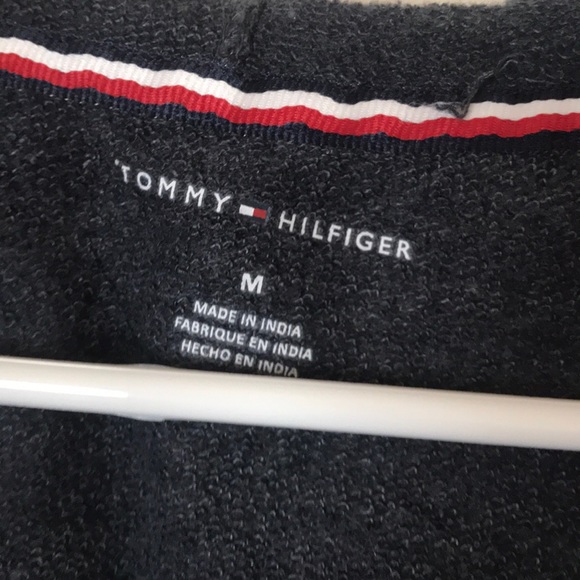 TOMMY HILFIGER
M
MADE IN INDIA
FABRIQUE EN INDIA
HECHO EN INDIA